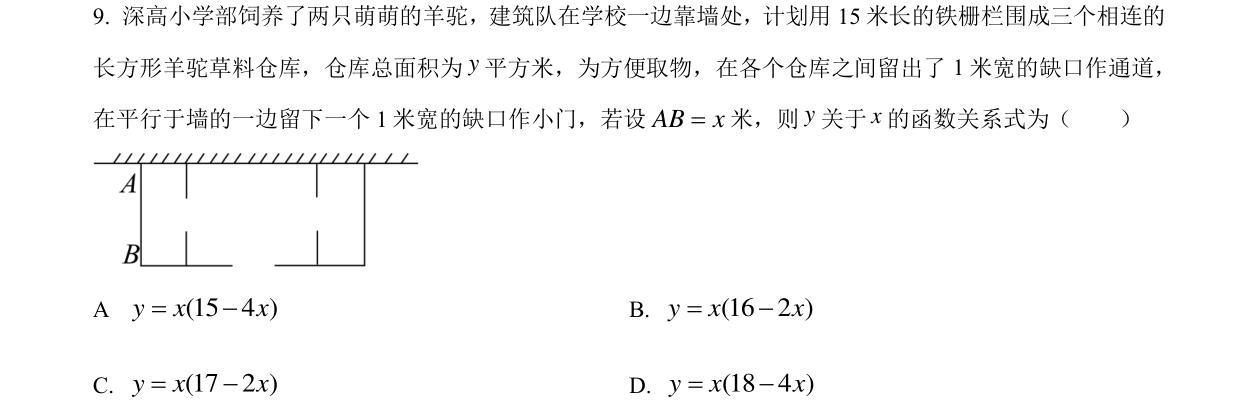 9. 深高小学部饲养了两只萌萌的羊驼，建筑队在学校一边靠墙处，计划用 15 米长的铁栅栏围成三个相连的
长方形羊驼草料仓库，仓库总面积为 y 平方米，为方便取物，在各个仓库之间留出了 1 米宽的缺口作通道，
在平行于墙的一边留下一个 1 米宽的缺口作小门，若设 AB = x 米，则 y 关于 x 的函数关系式为（　　）
A
B
A y = x(15−4x) B. y = x(16−2x)
C. y = x(17−2x) D. y = x(18−4x)